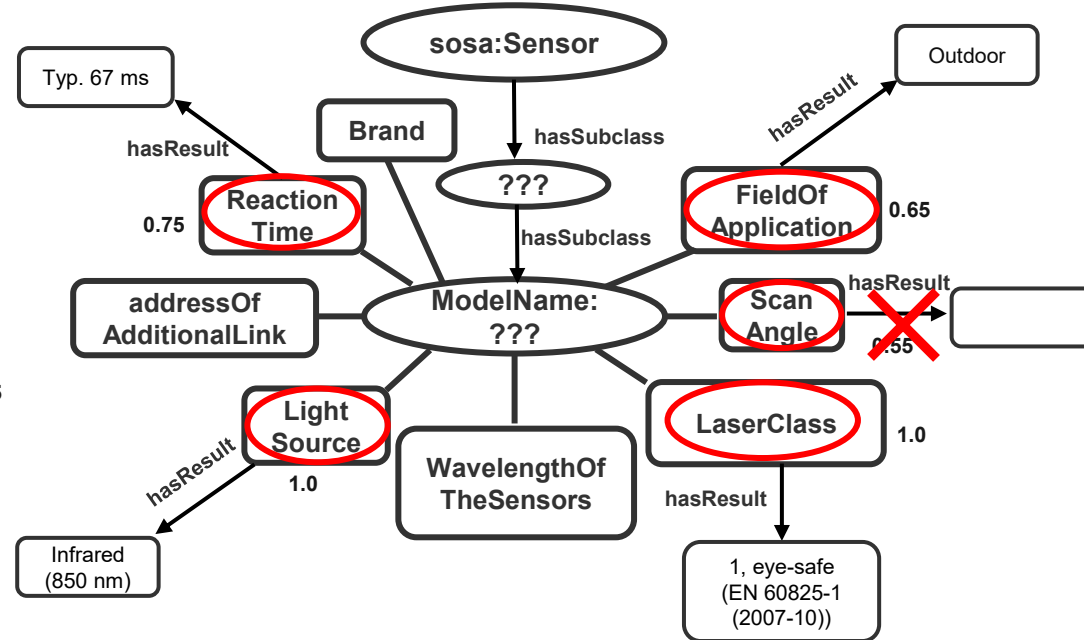 sosa:Sensor
Typ. 67 ms
Outdoor
hasResult
hasResult
Brand
hasSubclass
???
Reaction
Time
0.75
FieldOf
Application
0.65
hasSubclass
addressOf
AdditionalLink
ModelName:
???
Scan
Angle
hasResult
0.55
s
Light
Source
1.0
LaserClass
1.0
WavelengthOf
TheSensors
hasResult
hasResult
Infrared
(850 nm)
1, eye-safe
(EN 60825-1
(2007-10))